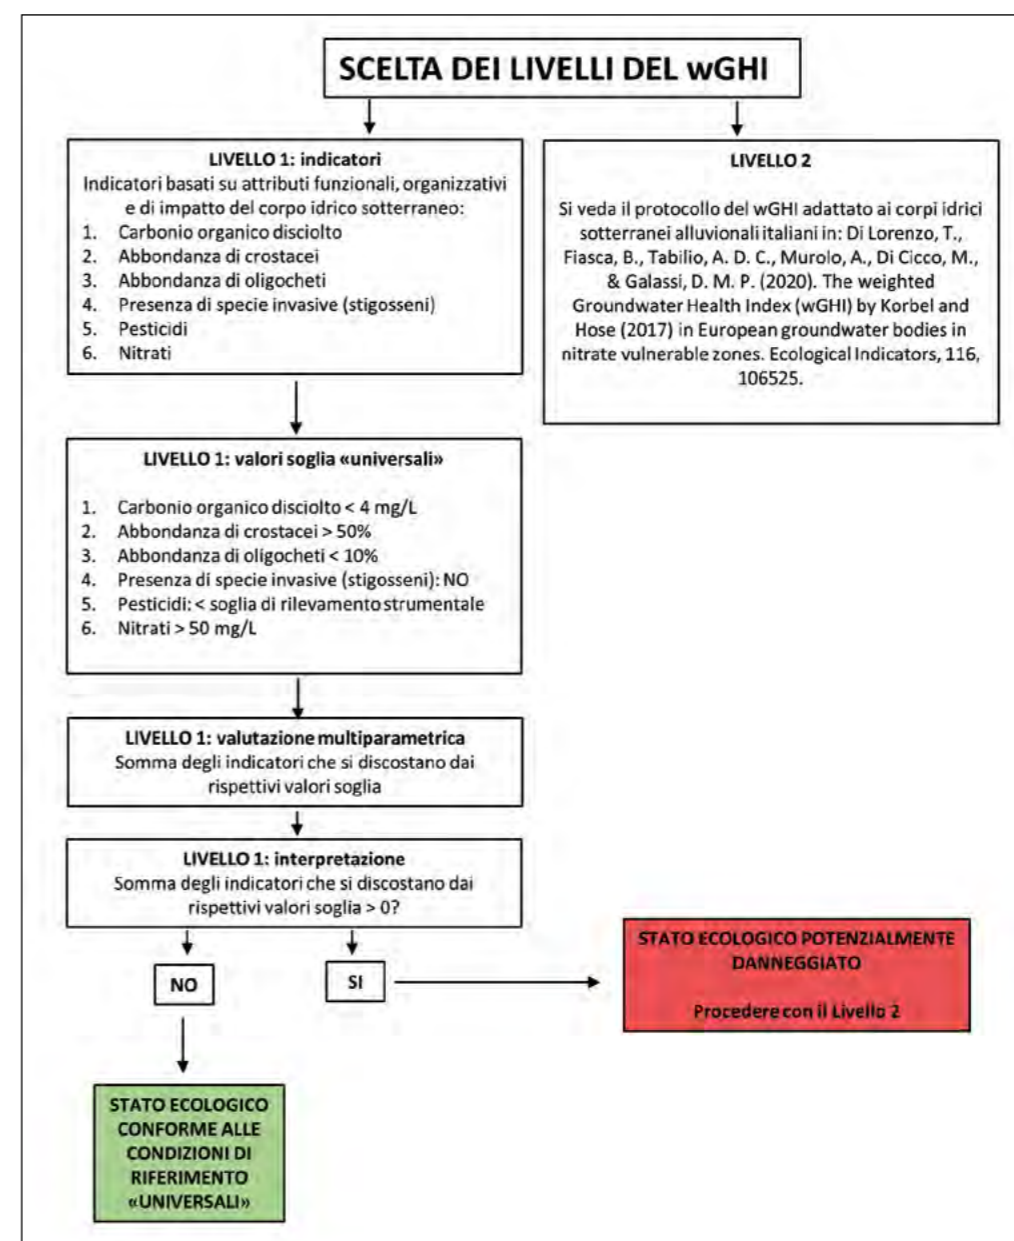 SCELTA DEI LIVELLI DEL wGHI
LIVELLO 1: indicatori
Indicatori basati su attributi funzionali, organizzativi
e di impatto del corpo idrico sotterraneo:
1. Carbonio organico disciolto
2. Abbondanza di crostacei
3. Abbondanza di oligocheti
4. Presenza di specie invasive (stigosseni)
5. Pesticidi
6. Nitrati
LIVELLO 2
Si veda il protocollo del wGHI adattato ai corpi idrici
sotterranei alluvionali italiani in: Di Lorenzo, T.,
Fiasca, B., Tabilio, A. D. C., Murolo, A., Di Cicco, M.,
& Galassi, D. M. P. (2020). The weighted
Groundwater Health Index (wGHI) by Korbel and
Hose (2017) in European groundwater bodies in
nitrate vulnerable zones. Ecological Indicators, 116,
106525.
LIVELLO 1: valori soglia «universali»
1. Carbonio organico disciolto < 4 mg/L
2. Abbondanza di crostacei > 50%
3. Abbondanza di oligocheti < 10%
4. Presenza di specie invasive (stigosseni): NO
5. Pesticidi: < soglia di rilevamento strumentale
6. Nitrati > 50 mg/L
LIVELLO 1: valutazione multiparametrica
Somma degli indicatori che si discostano dai
rispettivi valori soglia
LIVELLO 1: interpretazione
Somma degli indicatori che si discostano dai
rispettivi valori soglia > 0?
NO
SI
STATO ECOLOGICO POTENZIALMENTE
DANNEGGIATO
Procedere con il Livello 2
STATO ECOLOGICO
CONFORME ALLE
CONDIZIONI DI
RIFERIMENTO
«UNIVERSALI»